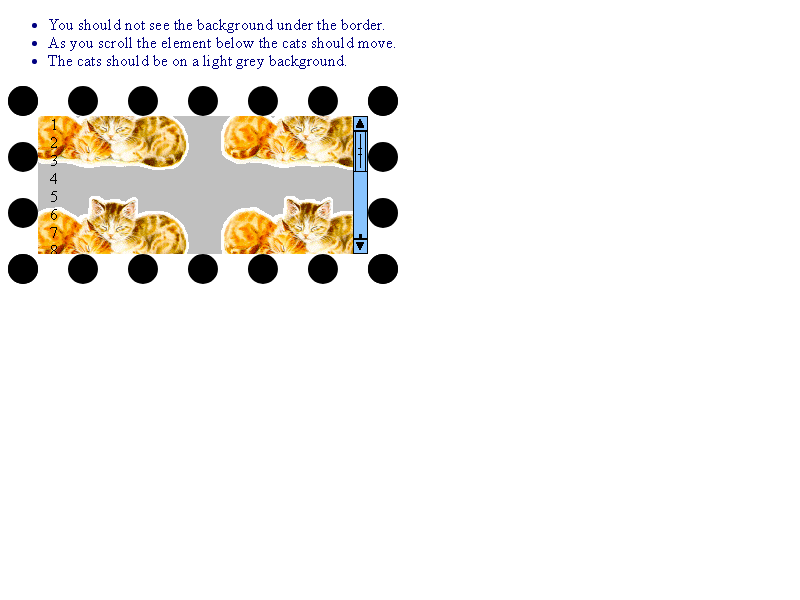 You should not see the background under the border.
As you scroll the element below the cats should move.
The cats should be on a light grey background.
1
2
3
4
5
6
7
8